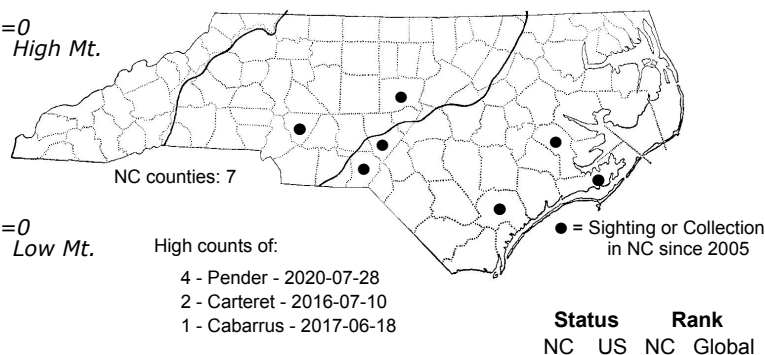 =0
High Mt.
NC counties: 7
=0
Low Mt.
High counts of:
4 - Pender - 2020-07-28
2 - Carteret - 2016-07-10
1 - Cabarrus - 2017-06-18
● = Sighting or Collection
in NC since 2005
Status Rank
NC US NC Global